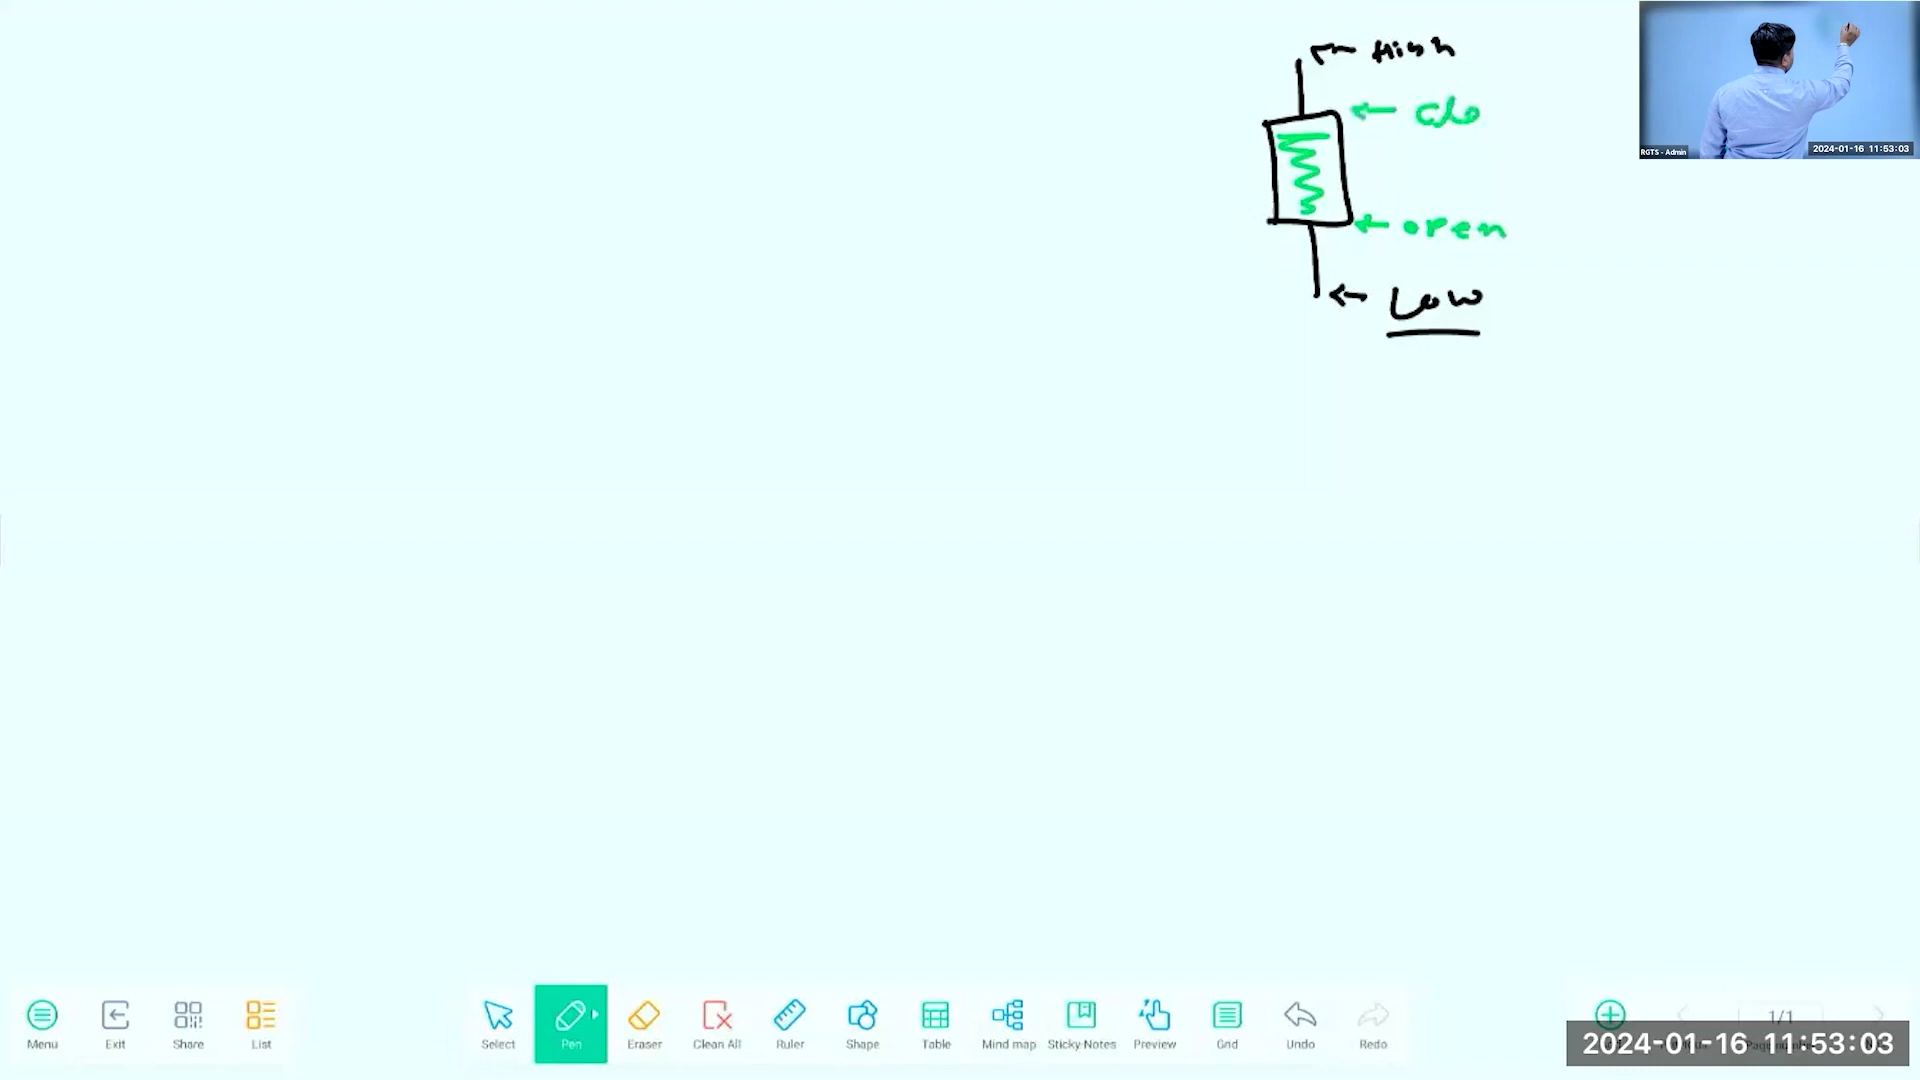 High
RGTS - Admin
2024-01-16 11:53:03
clo
open
Low
Menu
Exit
Share
List
Select
Pen
Eraser
Clean All
Ruler
Shape
Table
Mind map
Sticky Notes
Preview
Grid
Undo
Redo
1/1
2024-01-16 11:53:03